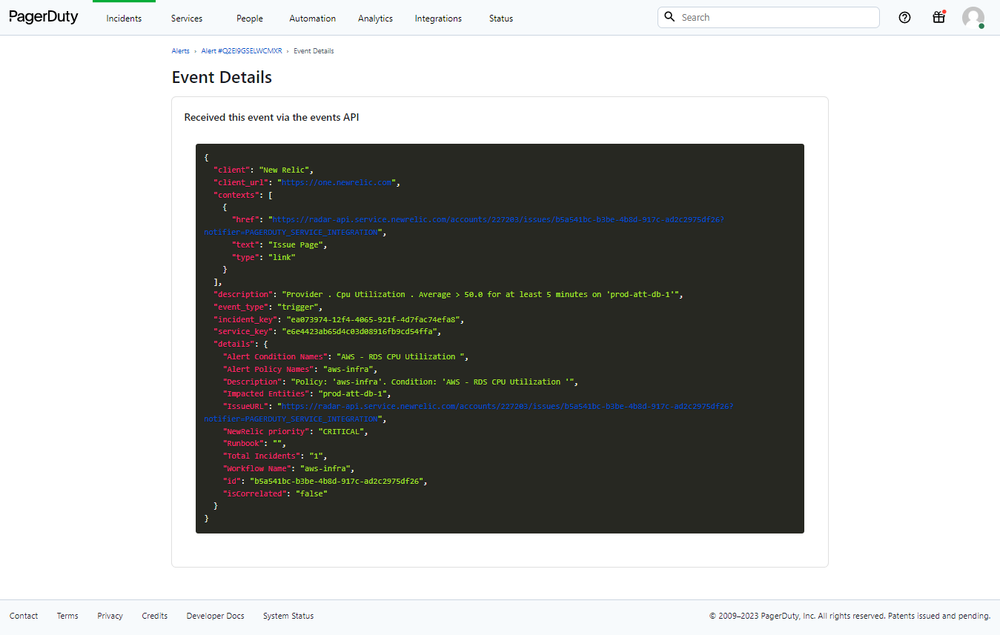 PagerDuty Incidents Services People Automation Analytics Integrations Status Search
Alerts › Alert #Q2EI9GSELWCMXR › Event Details
Event Details
Received this event via the events API
{
"client": "New Relic",
"client_url": "https://one.newrelic.com",
"contexts": [
{
"href": "https://radar-api.service.newrelic.com/accounts/227203/issues/b5a541bc-b3be-4b8d-917c-ad2c2975df26?
notifier=PAGERDUTY_SERVICE_INTEGRATION",
"text": "Issue Page",
"type": "link"
}
],
"description": "Provider . Cpu Utilization . Average > 50.0 for at least 5 minutes on 'prod-att-db-1'",
"event_type": "trigger",
"incident_key": "ea073974-12f4-4065-921f-4d7fac74efa8",
"service_key": "e6e4423ab65d4c03d08916fb9cd54ffa",
"details": {
"Alert Condition Names": "AWS - RDS CPU Utilization ",
"Alert Policy Names": "aws-infra",
"Description": "Policy: 'aws-infra'. Condition: 'AWS - RDS CPU Utilization '",
"Impacted Entities": "prod-att-db-1",
"IssueURL": "https://radar-api.service.newrelic.com/accounts/227203/issues/b5a541bc-b3be-4b8d-917c-ad2c2975df26?
notifier=PAGERDUTY_SERVICE_INTEGRATION",
"NewRelic priority": "CRITICAL",
"Runbook": "",
"Total Incidents": "1",
"Workflow Name": "aws-infra",
"id": "b5a541bc-b3be-4b8d-917c-ad2c2975df26",
"isCorrelated": "false"
}
}
Contact Terms Privacy Credits Developer Docs System Status © 2009–2023 PagerDuty, Inc. All rights reserved. Patents issued and pending.